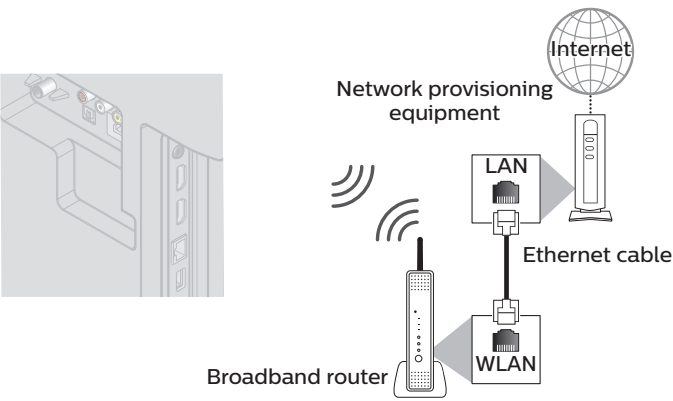 Internet
Network provisioning
equipment
LAN
Ethernet cable
WLAN
Broadband router